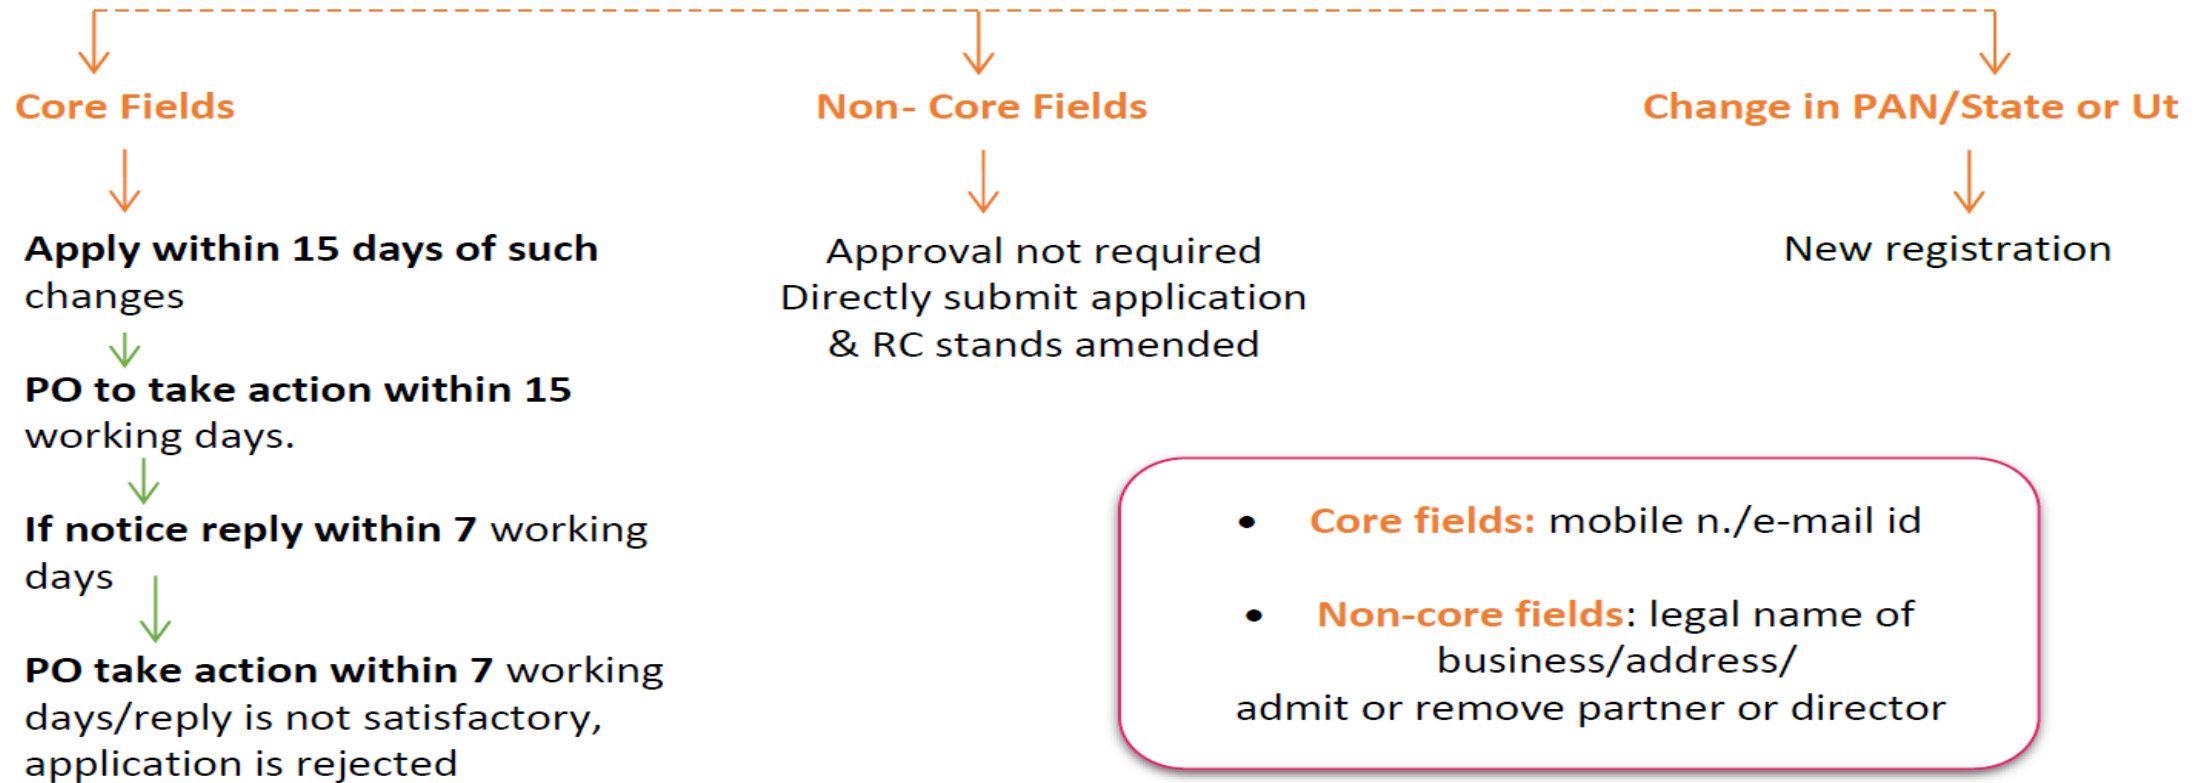 Core Fields
Non- Core Fields
Change in PAN/State or Ut
Apply within 15 days of such
changes
PO to take action within 15
working days.
If notice reply within 7 working
days
PO take action within 7 working
days/reply is not satisfactory,
application is rejected
Approval not required
Directly submit application
& RC stands amended
New registration
• Core fields: mobile n./e-mail id
• Non-core fields: legal name of
business/address/
admit or remove partner or director